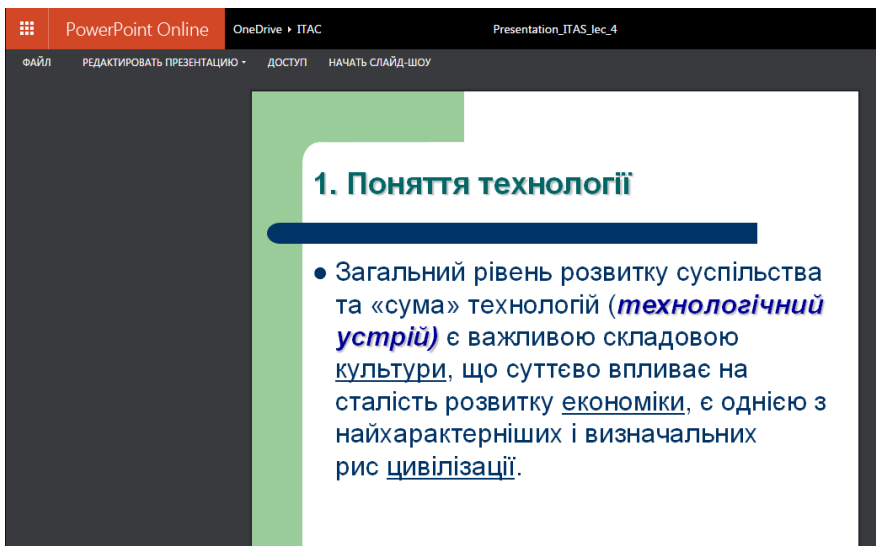 PowerPoint Online OneDrive ▸ ITAC Presentation_ITAS_lec_4
ФАЙЛ РЕДАКТИРОВАТЬ ПРЕЗЕНТАЦИЮ ДОСТУП НАЧАТЬ СЛАЙД-ШОУ
1. Поняття технології
● Загальний рівень розвитку суспільства
та «сума» технологій (технологічний
устрій) є важливою складовою
культури, що суттєво впливає на
сталість розвитку економіки, є однією з
найхарактерніших і визначальних
рис цивілізації.